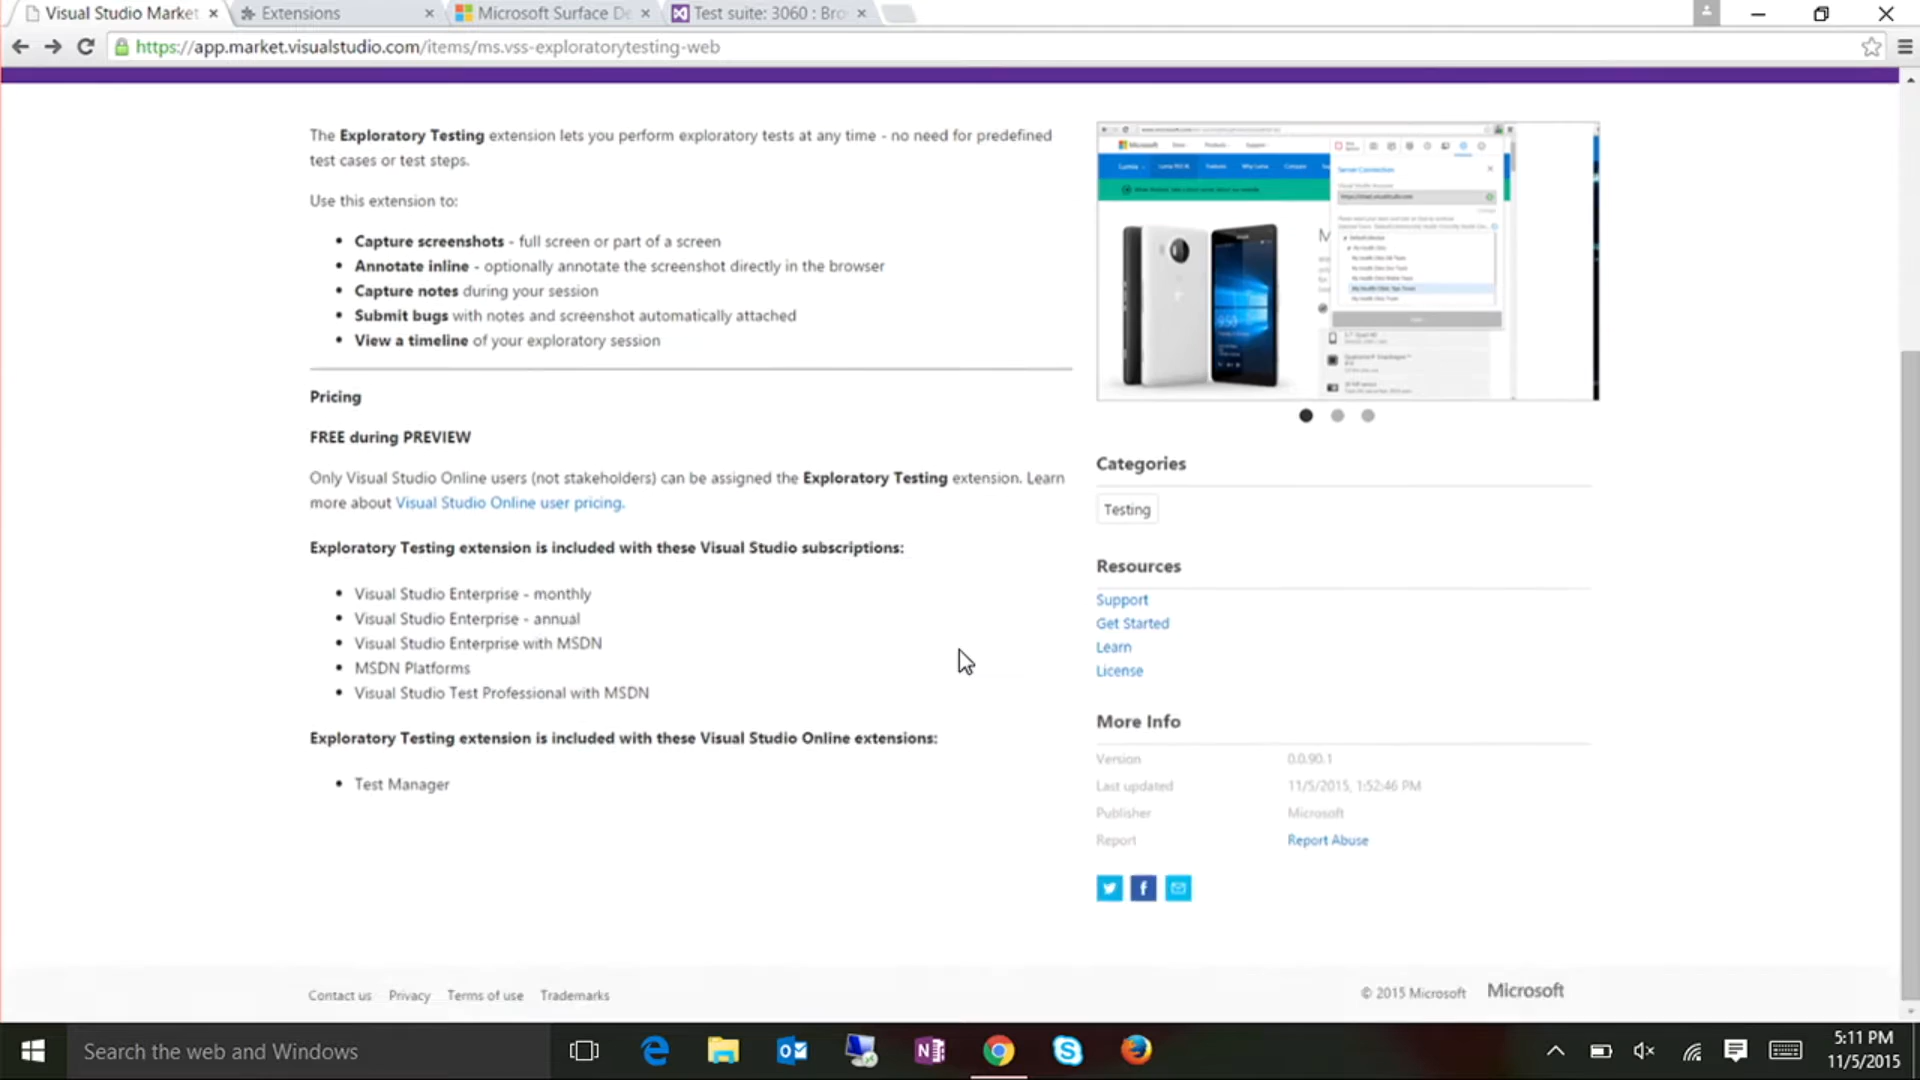 Visual Studio Market
Extensions
Microsoft Surface De
Test suite: 3060 : Bro
https://app.market.visualstudio.com/items/ms.vss-exploratorytesting-web
The Exploratory Testing extension lets you perform exploratory tests at any time - no need for predefined
test cases or test steps.
Use this extension to:
• Capture screenshots - full screen or part of a screen
• Annotate inline - optionally annotate the screenshot directly in the browser
• Capture notes during your session
• Submit bugs with notes and screenshot automatically attached
• View a timeline of your exploratory session
Pricing
FREE during PREVIEW
Only Visual Studio Online users (not stakeholders) can be assigned the Exploratory Testing extension. Learn
more about Visual Studio Online user pricing.
Exploratory Testing extension is included with these Visual Studio subscriptions:
• Visual Studio Enterprise - monthly
• Visual Studio Enterprise - annual
• Visual Studio Enterprise with MSDN
• MSDN Platforms
• Visual Studio Test Professional with MSDN
Exploratory Testing extension is included with these Visual Studio Online extensions:
• Test Manager
Microsoft
Server Connection
Categories
Testing
Resources
Support
Get Started
Learn
License
More Info
Version 0.0.90.1
Last updated 11/5/2015, 1:52:46 PM
Publisher Microsoft
Report Report Abuse
Contact us Privacy Terms of use Trademarks
© 2015 Microsoft Microsoft
Search the web and Windows
5:11 PM
11/5/2015